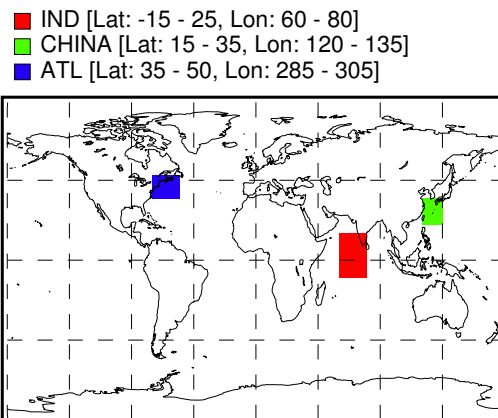 IND [Lat: -15 - 25, Lon: 60 - 80]
CHINA [Lat: 15 - 35, Lon: 120 - 135]
ATL [Lat: 35 - 50, Lon: 285 - 305]